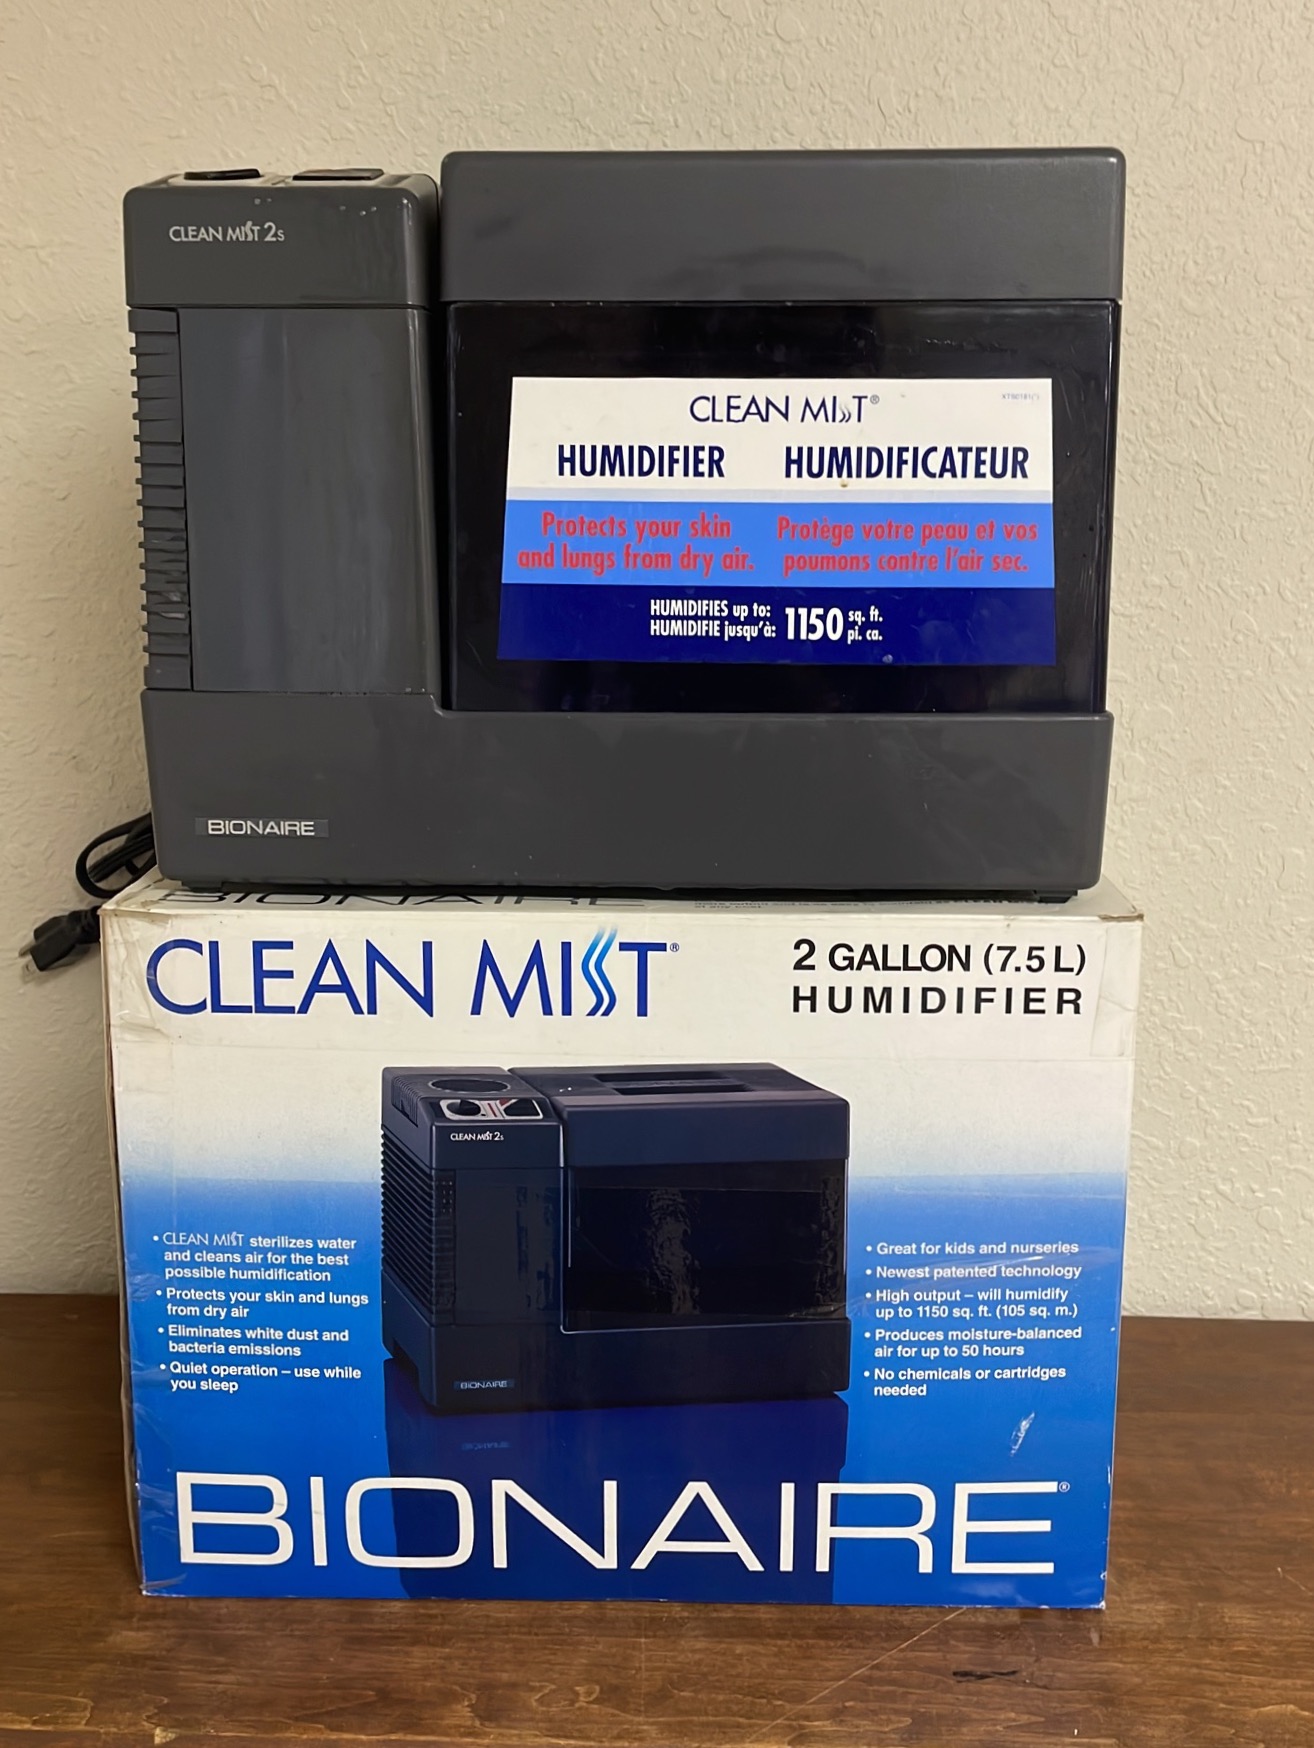 CLEAN MIST 2s
CLEAN MIST®
HUMIDIFIER HUMIDIFICATEUR
Protects your skin
and lungs from dry air.
Protège votre peau et vos
poumons contre l'air sec.
HUMIDIFIES up to:
HUMIDIFIE jusqu'à:
1150 sq. ft.
pi. ca.
BIONAIRE
BIONAIRE
CLEAN MIST®
2 GALLON (7.5 L)
HUMIDIFIER
CLEAN MIST 2s
BIONAIRE
• CLEAN MIST sterilizes water
and cleans air for the best
possible humidification
• Protects your skin and lungs
from dry air
• Eliminates white dust and
bacteria emissions
• Quiet operation – use while
you sleep
• Great for kids and nurseries
• Newest patented technology
• High output – will humidify
up to 1150 sq. ft. (105 sq. m.)
• Produces moisture-balanced
air for up to 50 hours
• No chemicals or cartridges
needed
BIONAIRE®